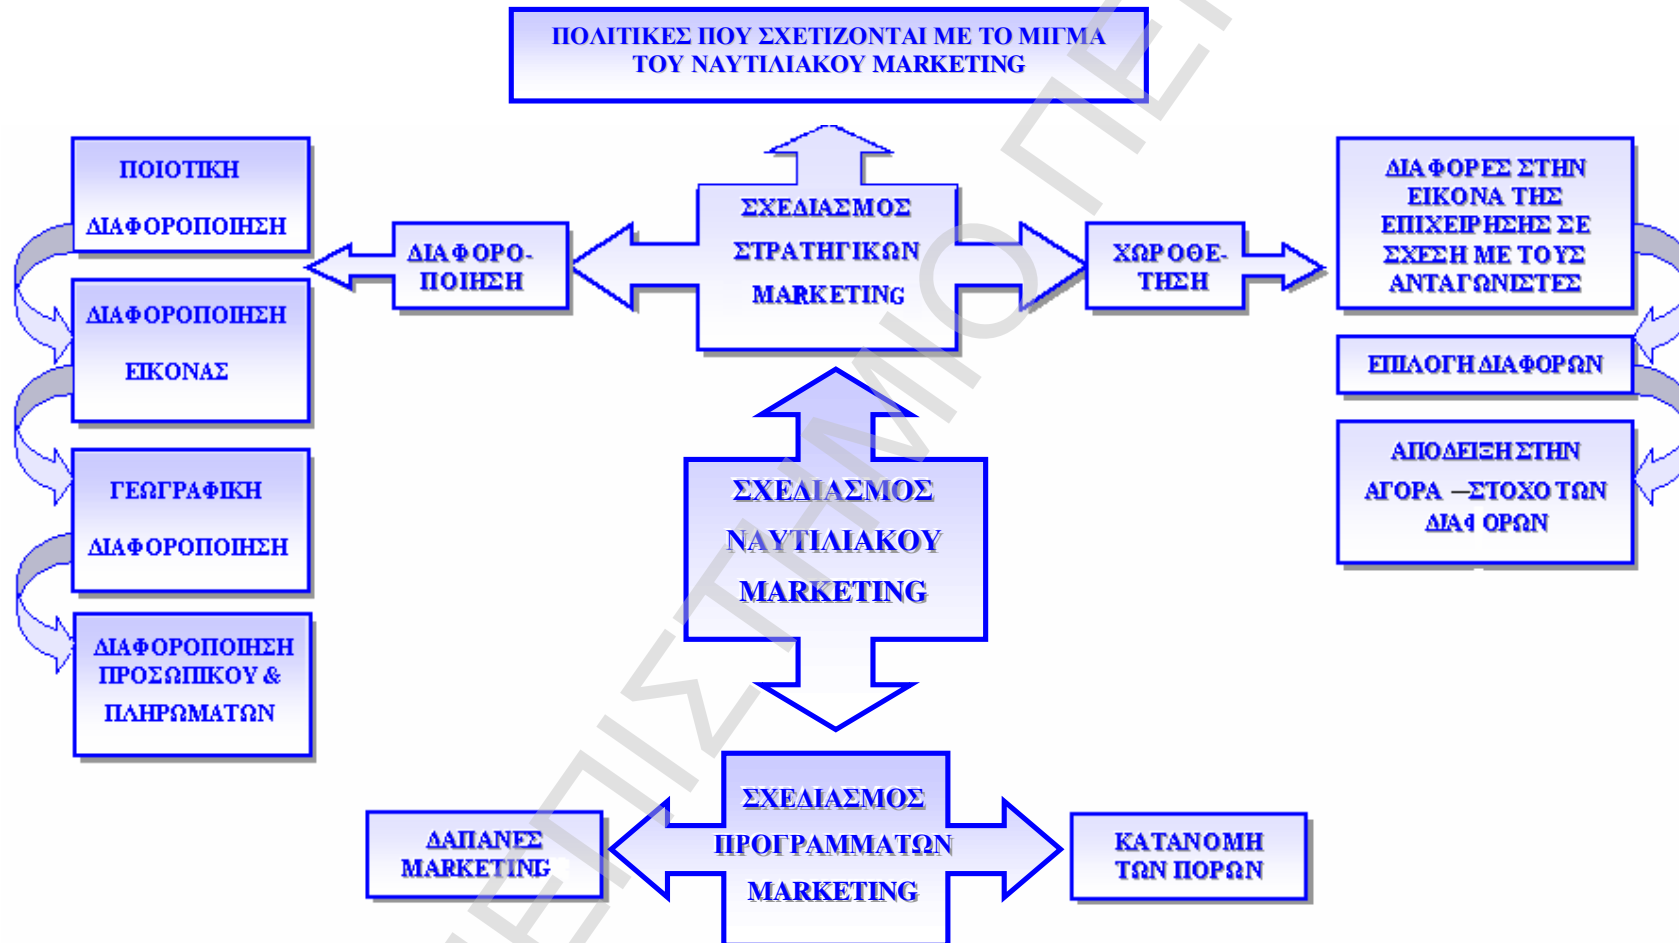 ΠΟΛΙΤΙΚΕΣ ΠΟΥ ΣΧΕΤΙΖΟΝΤΑΙ ΜΕ ΤΟ ΜΙΓΜΑ
ΤΟΥ ΝΑΥΤΙΛΙΑΚΟΥ MARKETING
ΠΟΙΟΤΙΚΗ
ΔΙΑΦΟΡΟΠΟΙΗΣΗ
ΔΙΑΦΟΡΟΠΟΙΗΣΗ
ΕΙΚΟΝΑΣ
ΓΕΩΓΡΑΦΙΚΗ
ΔΙΑΦΟΡΟΠΟΙΗΣΗ
ΔΙΑΦΟΡΟΠΟΙΗΣΗ
ΠΡΟΣΩΠΙΚΟΥ &
ΠΛΗΡΩΜΑΤΩΝ
ΔΙΑΦΟΡΟ-
ΠΟΙΗΣΗ
ΣΧΕΔΙΑΣΜΟΣ
ΣΤΡΑΤΗΓΙΚΩΝ
MARKETING
ΧΩΡΟΘΕ-
ΤΗΣΗ
ΔΙΑΦΟΡΕΣ ΣΤΗΝ
ΕΙΚΟΝΑ ΤΗΣ
ΕΠΙΧΕΙΡΗΣΗΣ ΣΕ
ΣΧΕΣΗ ΜΕ ΤΟΥΣ
ΑΝΤΑΓΩΝΙΣΤΕΣ
ΕΠΙΛΟΓΗ ΔΙΑΦΟΡΩΝ
ΑΠΟΔΕΙΞΗ ΣΤΗΝ
ΑΓΟΡΑ –ΣΤΟΧΟ ΤΩΝ
ΔΙΑΦΟΡΩΝ
ΣΧΕΔΙΑΣΜΟΣ
ΝΑΥΤΙΛΙΑΚΟΥ
MARKETING
ΔΑΠΑΝΕΣ
MARKETING
ΣΧΕΔΙΑΣΜΟΣ
ΠΡΟΓΡΑΜΜΑΤΩΝ
MARKETING
ΚΑΤΑΝΟΜΗ
ΤΩΝ ΠΟΡΩΝ